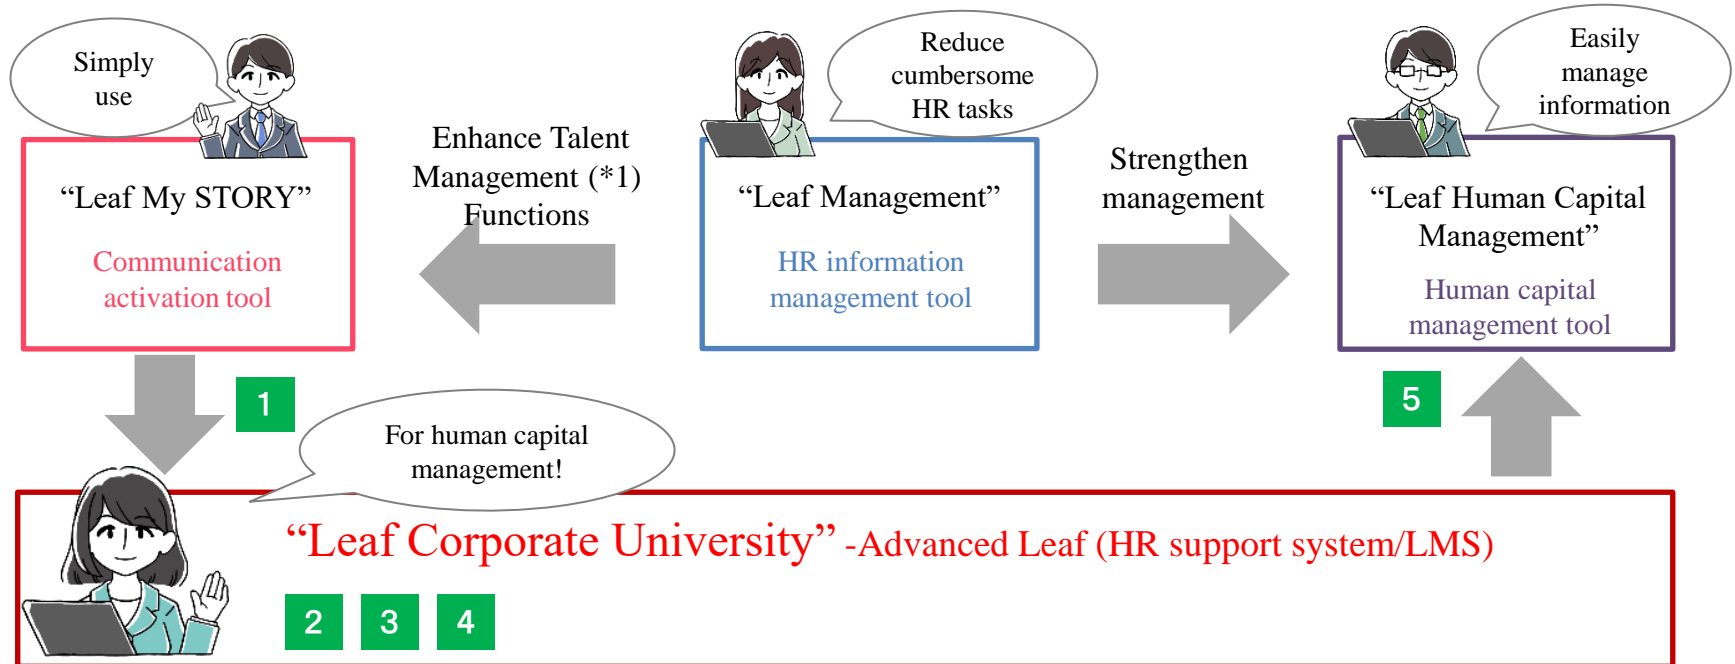 Simply
use
Reduce
cumbersome
HR tasks
Easily
manage
information
“Leaf My STORY”
Communication
activation tool
Enhance Talent
Management (*1)
Functions
“Leaf Management”
HR information
management tool
Strengthen
management
“Leaf Human Capital
Management”
Human capital
management tool
1
5
For human capital
management!
“Leaf Corporate University” -Advanced Leaf (HR support system/LMS)
2 3 4